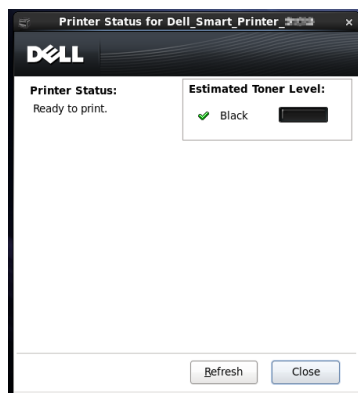 Printer Status for Dell_Smart_Printer_
DELL
Printer Status:
Ready to print.
Estimated Toner Level:
Black
Refresh
Close